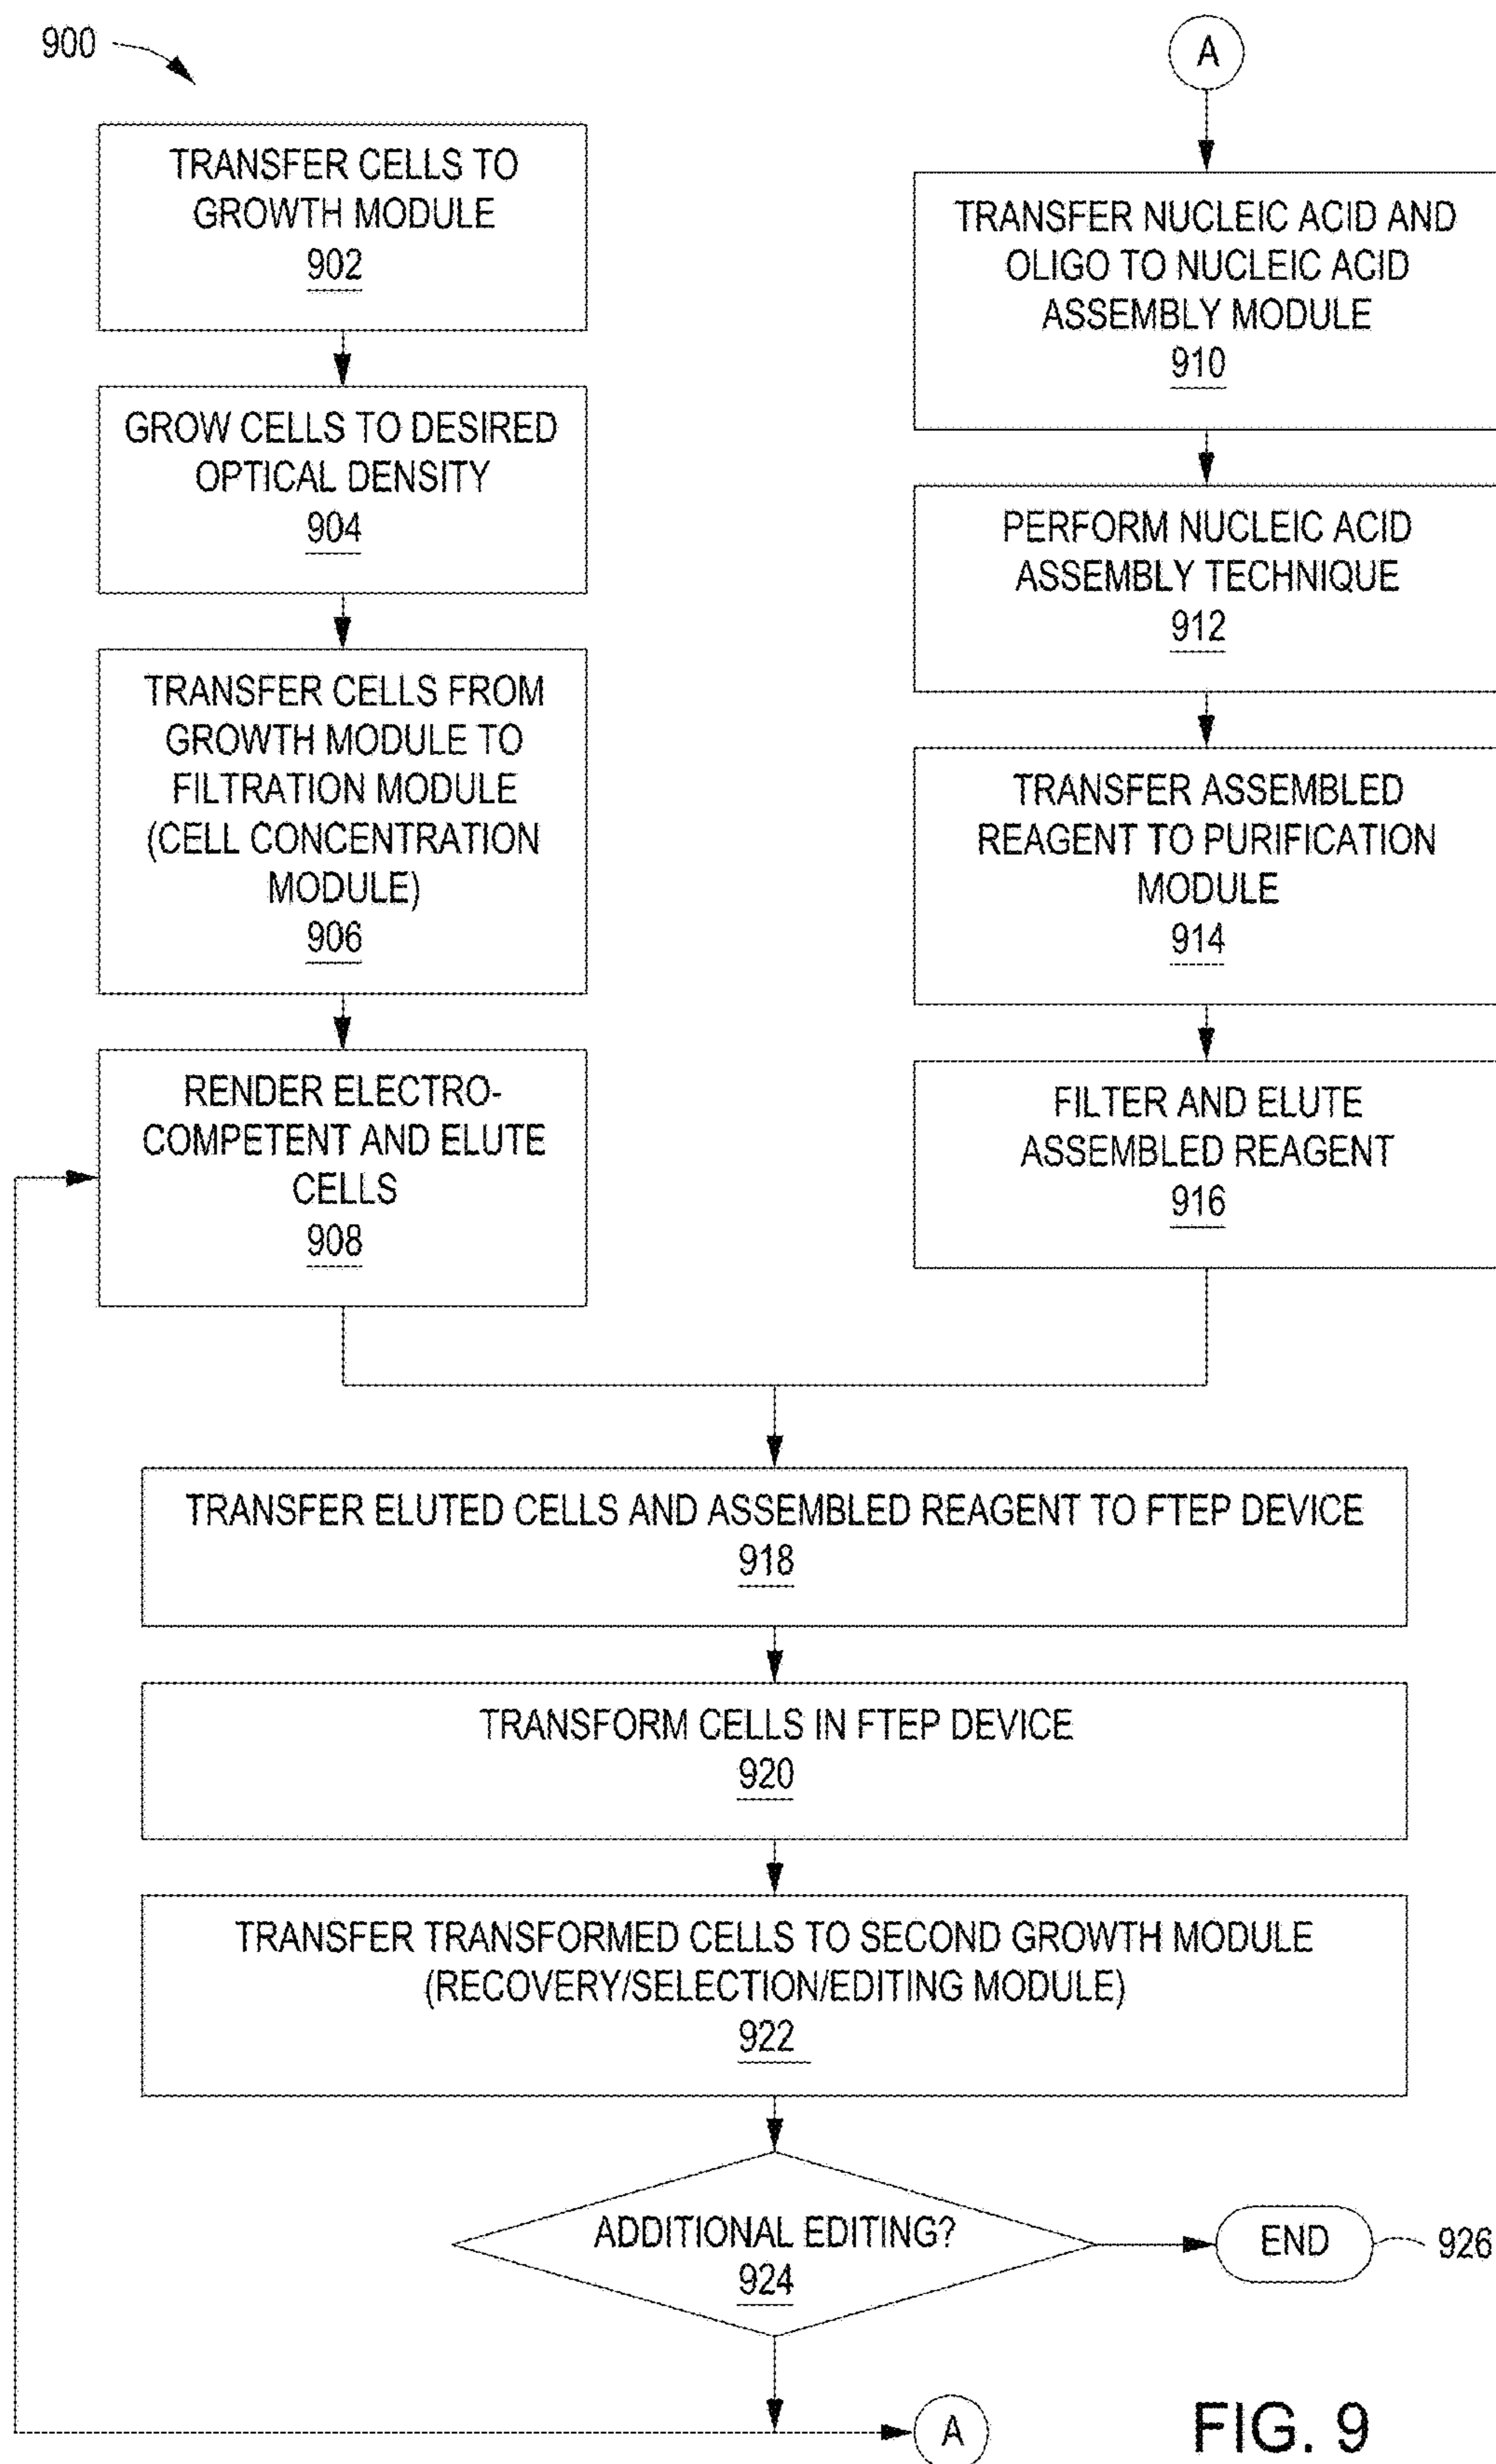 900
TRANSFER CELLS TO
GROWTH MODULE
902
GROW CELLS TO DESIRED
OPTICAL DENSITY
904
TRANSFER CELLS FROM
GROWTH MODULE TO
FILTRATION MODULE
(CELL CONCENTRATION
MODULE)
906
RENDER ELECTRO-
COMPETENT AND ELUTE
CELLS
908
A
TRANSFER NUCLEIC ACID AND
OLIGO TO NUCLEIC ACID
ASSEMBLY MODULE
910
PERFORM NUCLEIC ACID
ASSEMBLY TECHNIQUE
912
TRANSFER ASSEMBLED
REAGENT TO PURIFICATION
MODULE
914
FILTER AND ELUTE
ASSEMBLED REAGENT
916
TRANSFER ELUTED CELLS AND ASSEMBLED REAGENT TO FTEP DEVICE
918
TRANSFORM CELLS IN FTEP DEVICE
920
TRANSFER TRANSFORMED CELLS TO SECOND GROWTH MODULE
(RECOVERY/SELECTION/EDITING MODULE)
922
ADDITIONAL EDITING?
924
END
926
A
FIG. 9